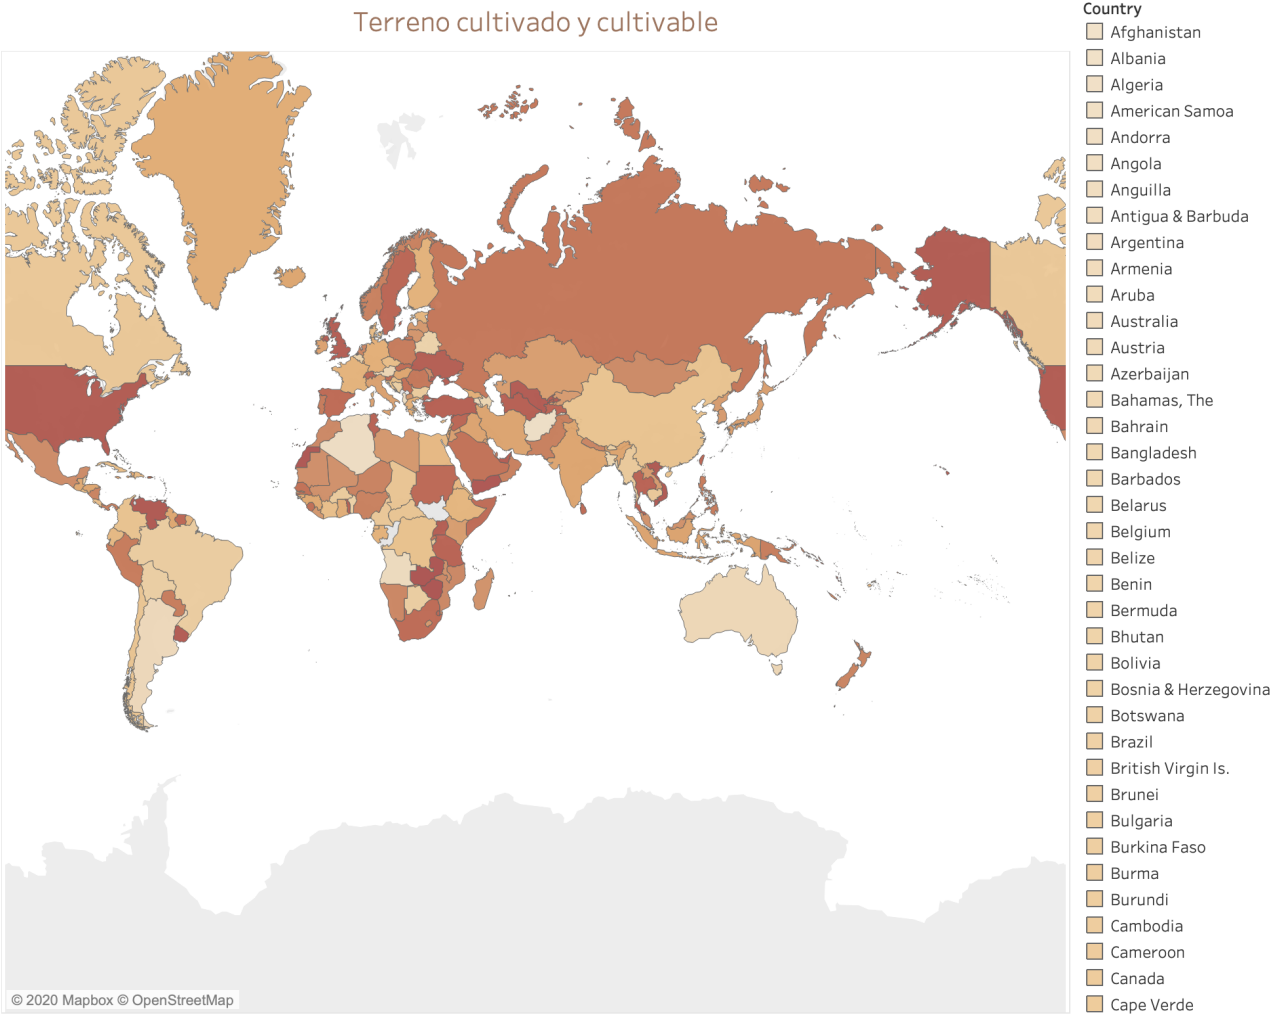 Terreno cultivado y cultivable
Country
Afghanistan
Albania
Algeria
American Samoa
Andorra
Angola
Anguilla
Antigua & Barbuda
Argentina
Armenia
Aruba
Australia
Austria
Azerbaijan
Bahamas, The
Bahrain
Bangladesh
Barbados
Belarus
Belgium
Belize
Benin
Bermuda
Bhutan
Bolivia
Bosnia & Herzegovina
Botswana
Brazil
British Virgin Is.
Brunei
Bulgaria
Burkina Faso
Burma
Burundi
Cambodia
Cameroon
Canada
Cape Verde
© 2020 Mapbox © OpenStreetMap